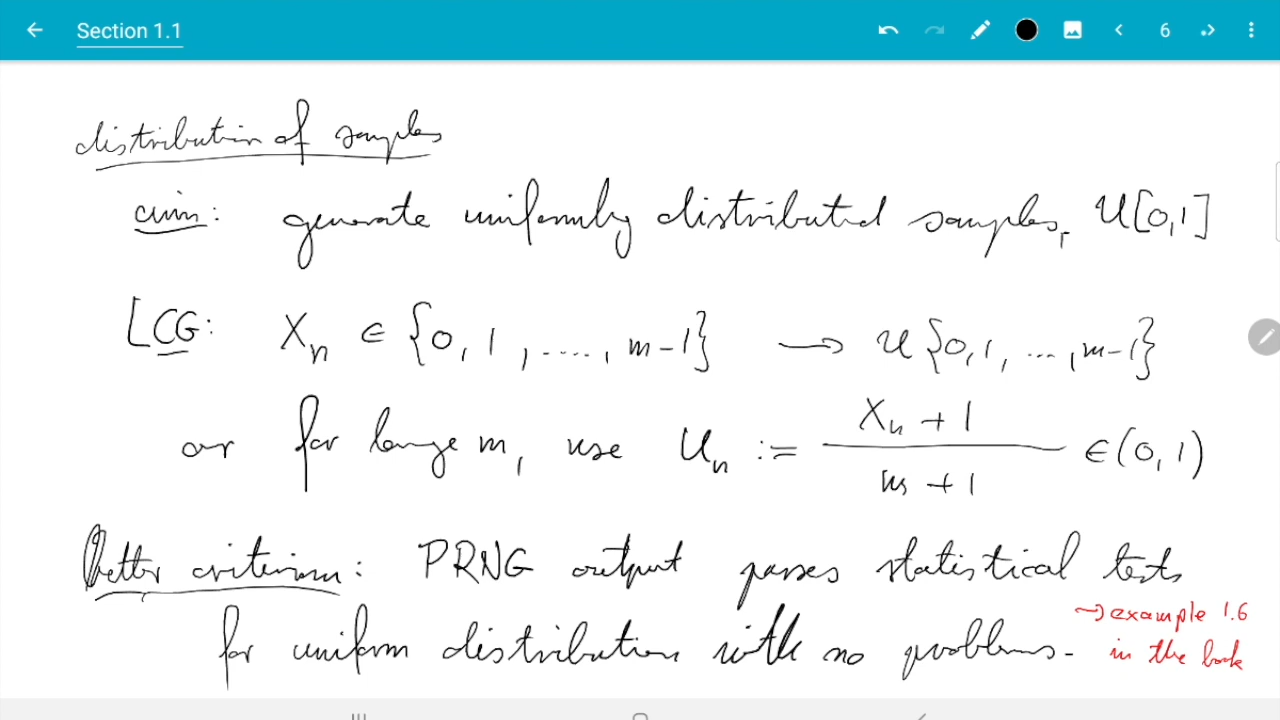 Section 1.1
6
distribution of samples
aim: generate uniformly distributed samples, U[0,1]
LCG: Xn ∈ {0, 1, ...., m-1} → U{0,1, ..., m-1}
or for large m, use Un := (Xn + 1)/(m + 1) ∈ (0, 1)
Better criterion: PRNG output passes statistical tests
for uniform distribution with no problems.
→ example 1.6
in the book